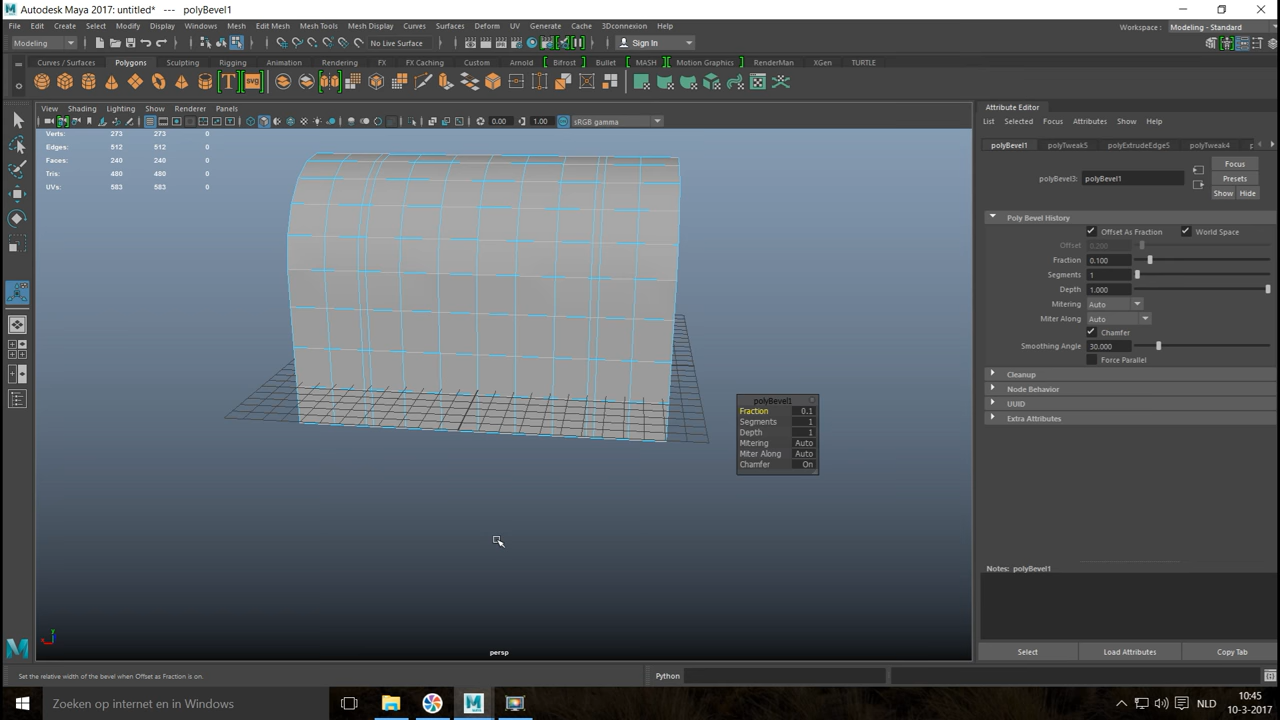 Autodesk Maya 2017: untitled*   ---   polyBevel1
File Edit Create Select Modify Display Windows Mesh Edit Mesh Mesh Tools Mesh Display Curves Surfaces Deform UV Generate Cache 3Dconnexion Help
Workspace : Modeling - Standard
Modeling No Live Surface Sign In
Curves / Surfaces Polygons Sculpting Rigging Animation Rendering FX FX Caching Custom Arnold Bifrost Bullet MASH Motion Graphics RenderMan XGen TURTLE
T SVG
View Shading Lighting Show Renderer Panels
0.00 1.00 sRGB gamma
Verts: 273 273 0
Edges: 512 512 0
Faces: 240 240 0
Tris: 480 480 0
UVs: 583 583 0
polyBevel1
Fraction 0.1
Segments 1
Depth 1
Mitering Auto
Miter Along Auto
Chamfer On
y
persp
Attribute Editor
List Selected Focus Attributes Show Help
polyBevel1 polyTweak5 polyExtrudeEdge5 polyTweak4
Focus
polyBevel3: polyBevel1
Presets
Show Hide
Poly Bevel History
Offset As Fraction World Space
Offset 0.200
Fraction 0.100
Segments 1
Depth 1.000
Mitering Auto
Miter Along Auto
Chamfer
Smoothing Angle 30.000
Force Parallel
Cleanup
Node Behavior
UUID
Extra Attributes
Notes: polyBevel1
Select Load Attributes Copy Tab
Set the relative width of the bevel when Offset as Fraction is on.
Python
Zoeken op internet en in Windows
NLD
10:45
10-3-2017